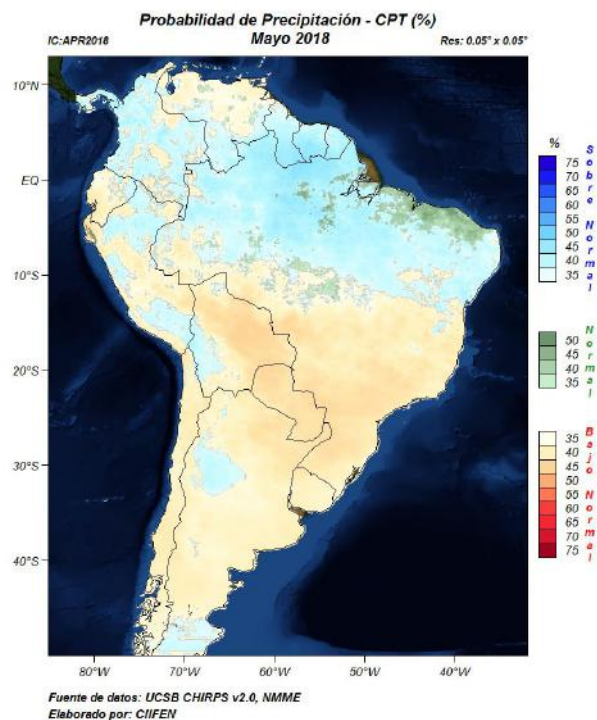 Probabilidad de Precipitación - CPT (%)
IC:APR2018
Mayo 2018
Res: 0.05° x 0.05°
10°N
EQ
10°S
20°S
30°S
40°S
80°W
70°W
60°W
50°W
40°W
%
75
70
65
60
55
50
45
40
35
Sobre Normal
50
45
40
35
Normal
35
40
45
50
55
60
65
70
75
Bajo Normal
Fuente de datos: UCSB CHIRPS v2.0, NMME
Elaborado por: CIIFEN